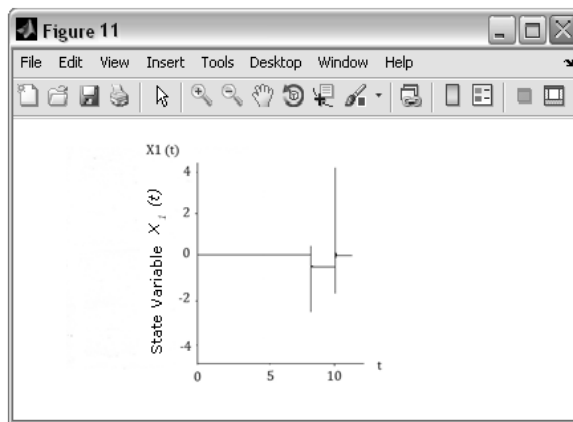 Figure 11
File Edit View Insert Tools Desktop Window Help
X1 (t)
State Variable X1 (t)
4
2
0
-2
-4
0 5 10
t